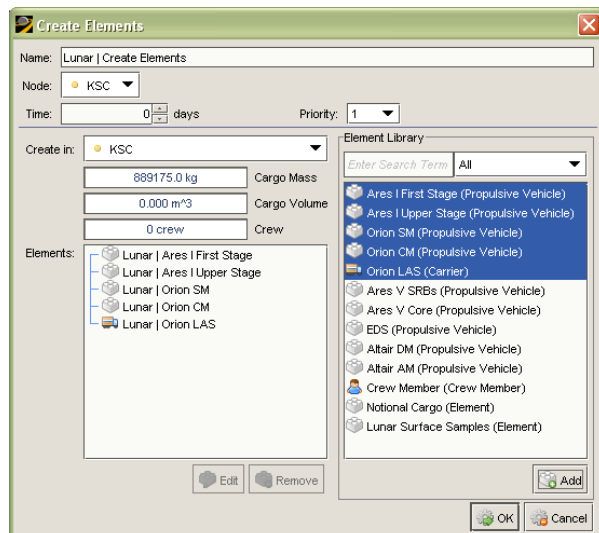 Create Elements
Name: Lunar | Create Elements
Node: KSC
Time: 0 days Priority: 1
Create in: KSC
889175.0 kg Cargo Mass
0.000 m^3 Cargo Volume
0 crew Crew
Elements:
Lunar | Ares I First Stage
Lunar | Ares I Upper Stage
Lunar | Orion SM
Lunar | Orion CM
Lunar | Orion LAS
Edit Remove
Element Library
Enter Search Term All
Ares I First Stage (Propulsive Vehicle)
Ares I Upper Stage (Propulsive Vehicle)
Orion SM (Propulsive Vehicle)
Orion CM (Propulsive Vehicle)
Orion LAS (Carrier)
Ares V SRBs (Propulsive Vehicle)
Ares V Core (Propulsive Vehicle)
EDS (Propulsive Vehicle)
Altair DM (Propulsive Vehicle)
Altair AM (Propulsive Vehicle)
Crew Member (Crew Member)
Notional Cargo (Element)
Lunar Surface Samples (Element)
Add
OK Cancel